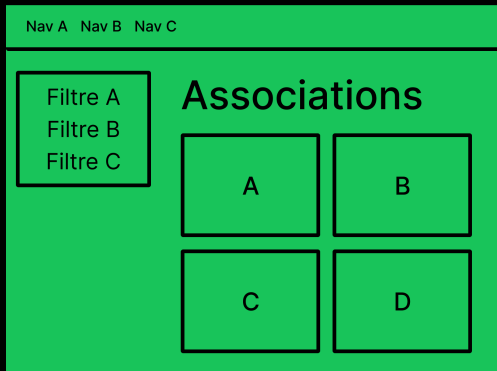 Nav A Nav B Nav C
Filtre A
Filtre B
Filtre C
Associations
A B
C D